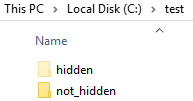 This PC > Local Disk (C:) > test
Name
hidden
not_hidden